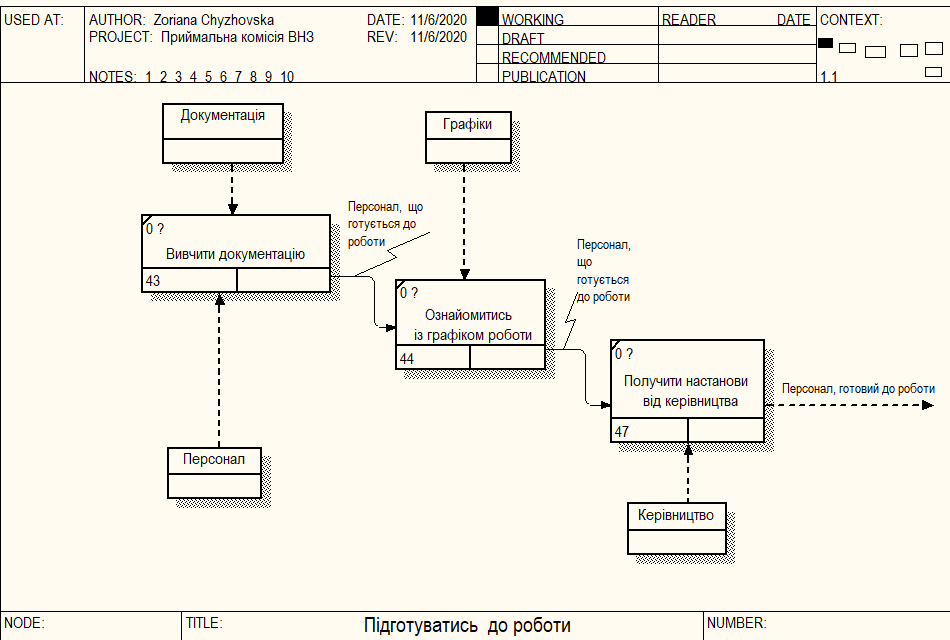 USED AT:
AUTHOR: Zoriana Chyzhovska
DATE: 11/6/2020
PROJECT: Приймальна комісія ВНЗ
REV: 11/6/2020
NOTES: 1 2 3 4 5 6 7 8 9 10
WORKING
DRAFT
RECOMMENDED
PUBLICATION
READER DATE
CONTEXT:
1.1
Документація
Графіки
Персонал, що
готується до
роботи
0 ?
Вивчити документацію
43
Персонал,
що
готується
до роботи
0 ?
Ознайомитись
із графіком роботи
44
0 ?
Получити настанови
від керівництва
47
Персонал, готовий до роботи
Персонал
Керівництво
NODE:
TITLE:
Підготуватись до роботи
NUMBER: